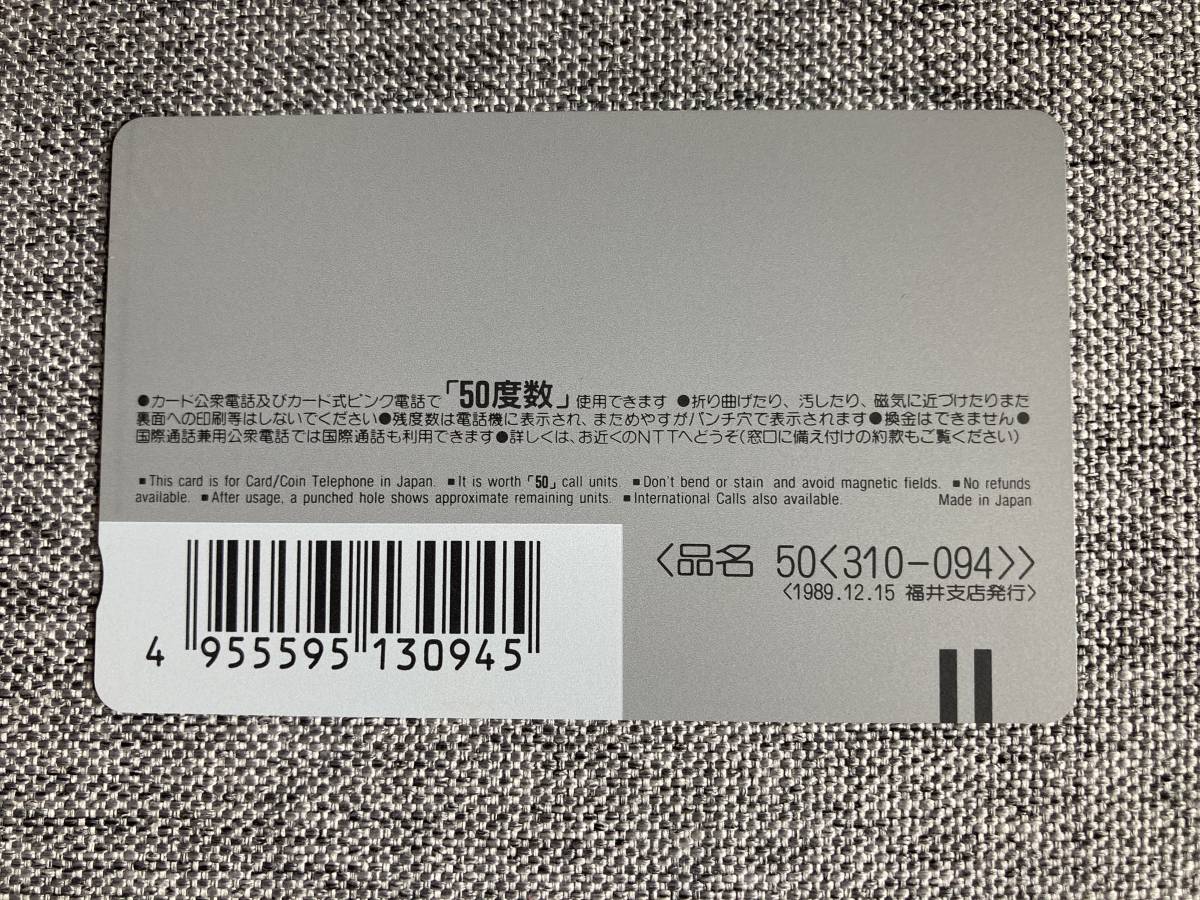 ●カード公衆電話及びカード式ピンク電話で「50度数」使用できます ●折り曲げたり、汚したり、磁気に近づけたりまた
裏面への印刷等はしないでください●残度数は電話機に表示され、まためやすがパンチ穴で表示されます●換金はできません●
国際通話兼用公衆電話では国際通話も利用できます●詳しくは、お近くのNTTへどうぞ(窓口に備え付けの約款もご覧ください)
■This card is for Card/Coin Telephone in Japan. ■It is worth「50」call units. ■Don't bend or stain and avoid magnetic fields. ■No refunds
available. ■After usage, a punched hole shows approximate remaining units. ■International Calls also available. Made in Japan
〈品名 50〈310-094〉〉
〈1989.12.15 福井支店発行〉
4 955595 130945